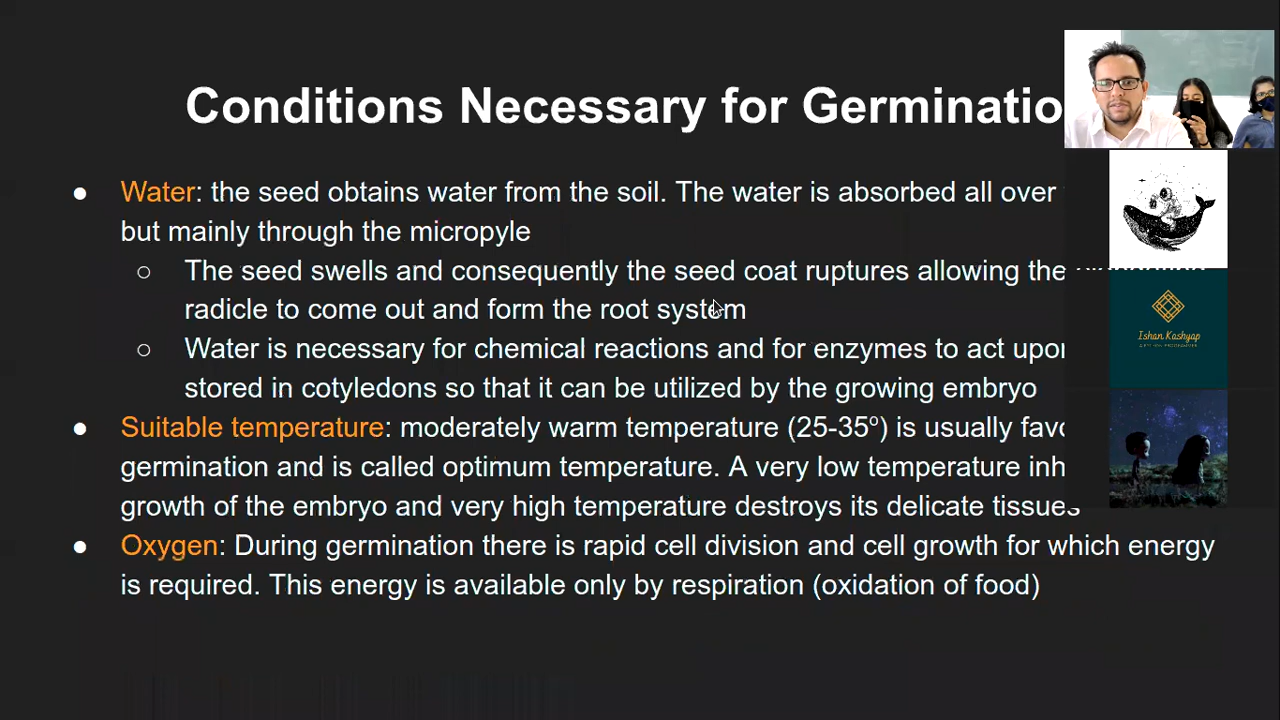 Conditions Necessary for Germinatio
● Water: the seed obtains water from the soil. The water is absorbed all over
but mainly through the micropyle
○ The seed swells and consequently the seed coat ruptures allowing the
radicle to come out and form the root system
○ Water is necessary for chemical reactions and for enzymes to act upon
stored in cotyledons so that it can be utilized by the growing embryo
● Suitable temperature: moderately warm temperature (25-35º) is usually favo
germination and is called optimum temperature. A very low temperature inh
growth of the embryo and very high temperature destroys its delicate tissues
● Oxygen: During germination there is rapid cell division and cell growth for which energy
is required. This energy is available only by respiration (oxidation of food)
Ishan Kashyap